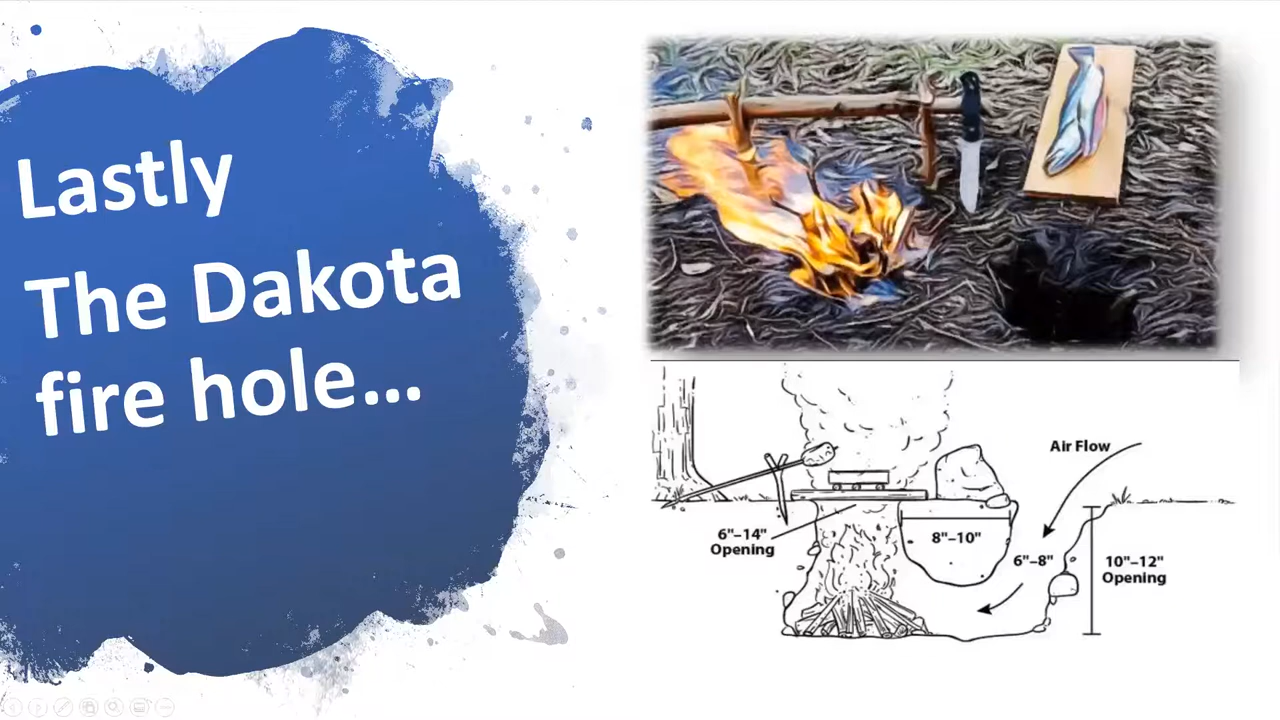 Lastly
The Dakota
fire hole...
Air Flow
6"–14"
Opening
8"–10"
6"–8"
10"–12"
Opening